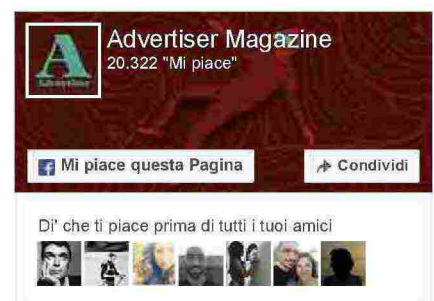 Advertiser Magazine
20.322 "Mi piace"
A
Advertiser
Mi piace questa Pagina
Condividi
Di' che ti piace prima di tutti i tuoi amici